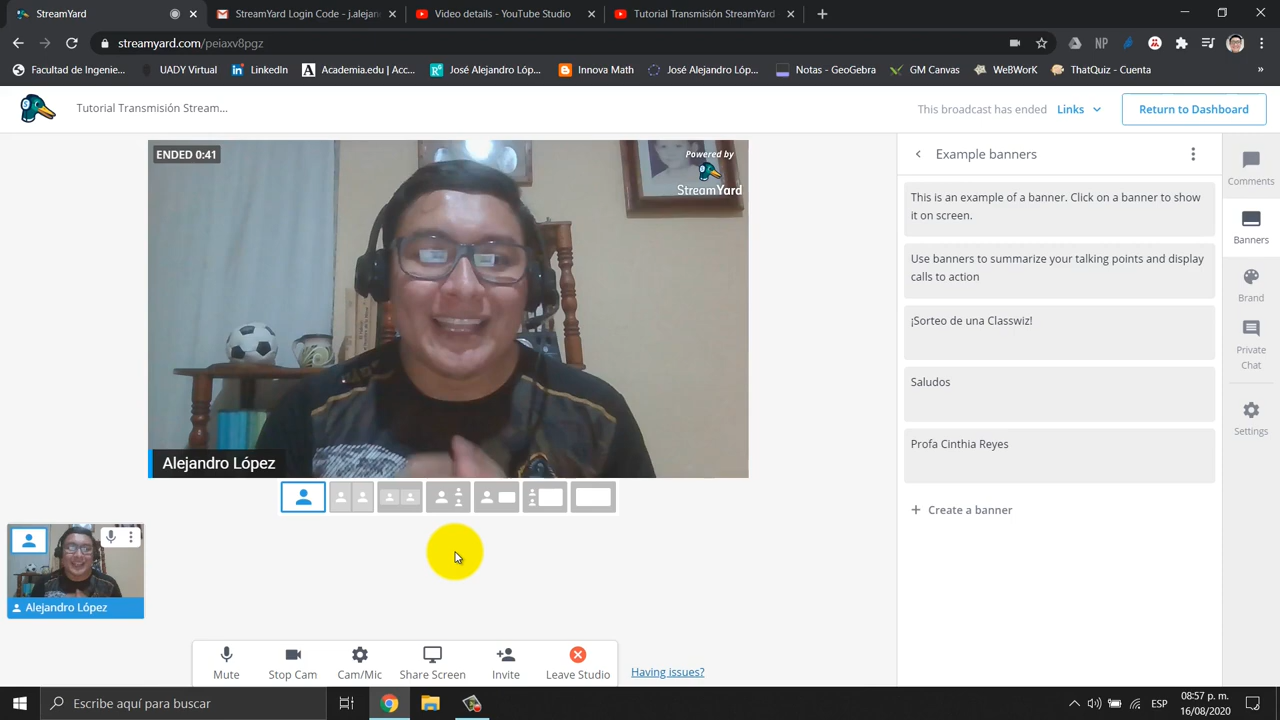 StreamYard
StreamYard Login Code - j.alejan
Video details - YouTube Studio
Tutorial Transmisión StreamYard
streamyard.com/peiaxv8pgz
NP
Facultad de Ingenie...
UADY Virtual
LinkedIn
Academia.edu | Acc...
José Alejandro Lóp...
Innova Math
José Alejandro Lóp...
Notas - GeoGebra
GM Canvas
WeBWorK
ThatQuiz - Cuenta
»
Tutorial Transmisión Stream...
This broadcast has ended
Links
Return to Dashboard
ENDED 0:41
Powered by
StreamYard
Alejandro López
Alejandro López
Mute
Stop Cam
Cam/Mic
Share Screen
Invite
Leave Studio
Having issues?
Example banners
This is an example of a banner. Click on a banner to show
it on screen.
Use banners to summarize your talking points and display
calls to action
¡Sorteo de una Classwiz!
Saludos
Profa Cinthia Reyes
+ Create a banner
Comments
Banners
Brand
Private
Chat
Settings
Escribe aquí para buscar
ESP
08:57 p. m.
16/08/2020